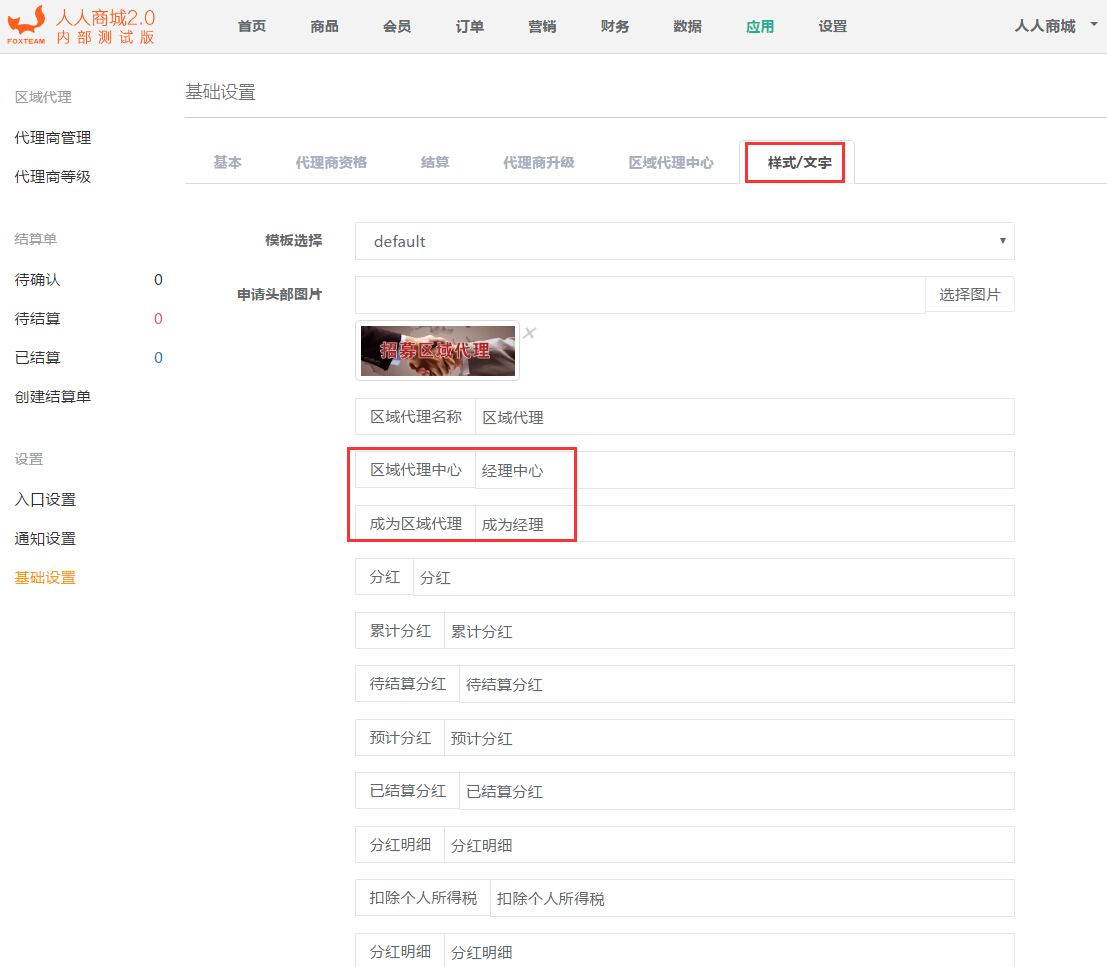 人人商城2.0
内部测试版
FOXTEAM
首页 商品 会员 订单 营销 财务 数据 应用 设置 人人商城
区域代理
代理商管理
代理商等级
结算单
待确认 0
待结算 0
已结算 0
创建结算单
设置
入口设置
通知设置
基础设置
基础设置
基本 代理商资格 结算 代理商升级 区域代理中心 样式/文字
模板选择 default
申请头部图片 选择图片
招募区域代理
区域代理名称 区域代理
区域代理中心 经理中心
成为区域代理 成为经理
分红 分红
累计分红 累计分红
待结算分红 待结算分红
预计分红 预计分红
已结算分红 已结算分红
分红明细 分红明细
扣除个人所得税 扣除个人所得税
分红明细 分红明细